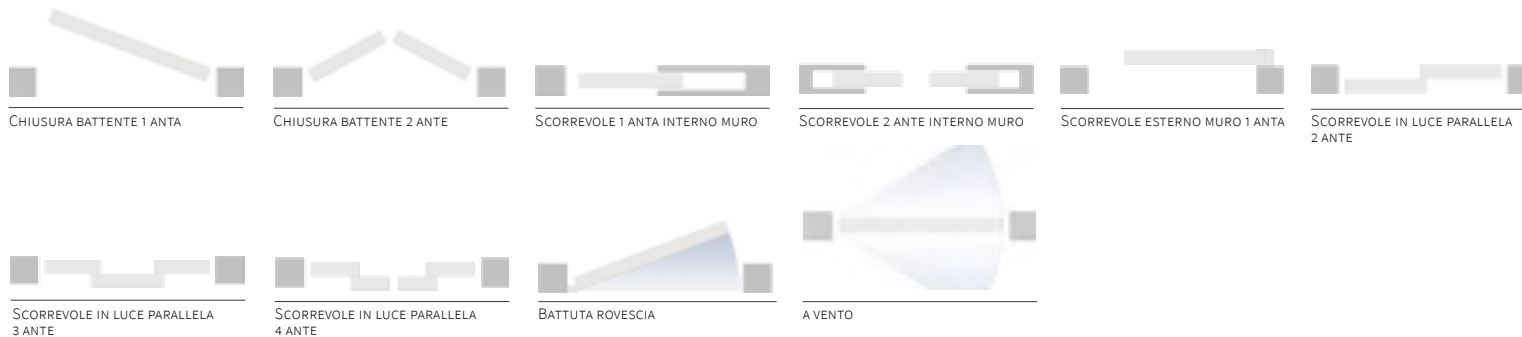 Chiusura battente 1 anta
Chiusura battente 2 ante
Scorrevole 1 anta interno muro
Scorrevole 2 ante interno muro
Scorrevole esterno muro 1 anta
Scorrevole in luce parallela
2 ante
Scorrevole in luce parallela
3 ante
Scorrevole in luce parallela
4 ante
Battuta rovescia
a vento